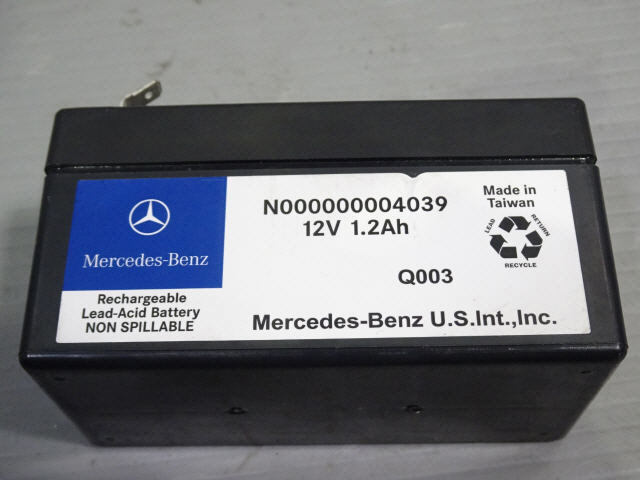 Mercedes-Benz
Rechargeable
Lead-Acid Battery
NON SPILLABLE
N000000004039
12V 1.2Ah
Q003
Mercedes-Benz U.S.Int.,Inc.
Made in
Taiwan
LEAD
RETURN
RECYCLE